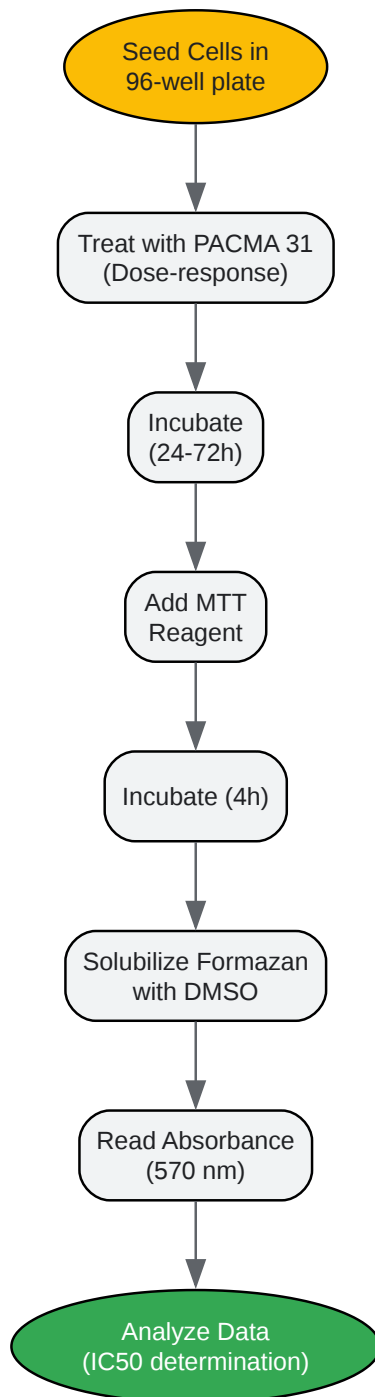 Seed Cells in
96-well plate
Treat with PACMA 31
(Dose-response)
Incubate
(24-72h)
Add MTT
Reagent
Incubate (4h)
Solubilize Formazan
with DMSO
Read Absorbance
(570 nm)
Analyze Data
(IC50 determination)